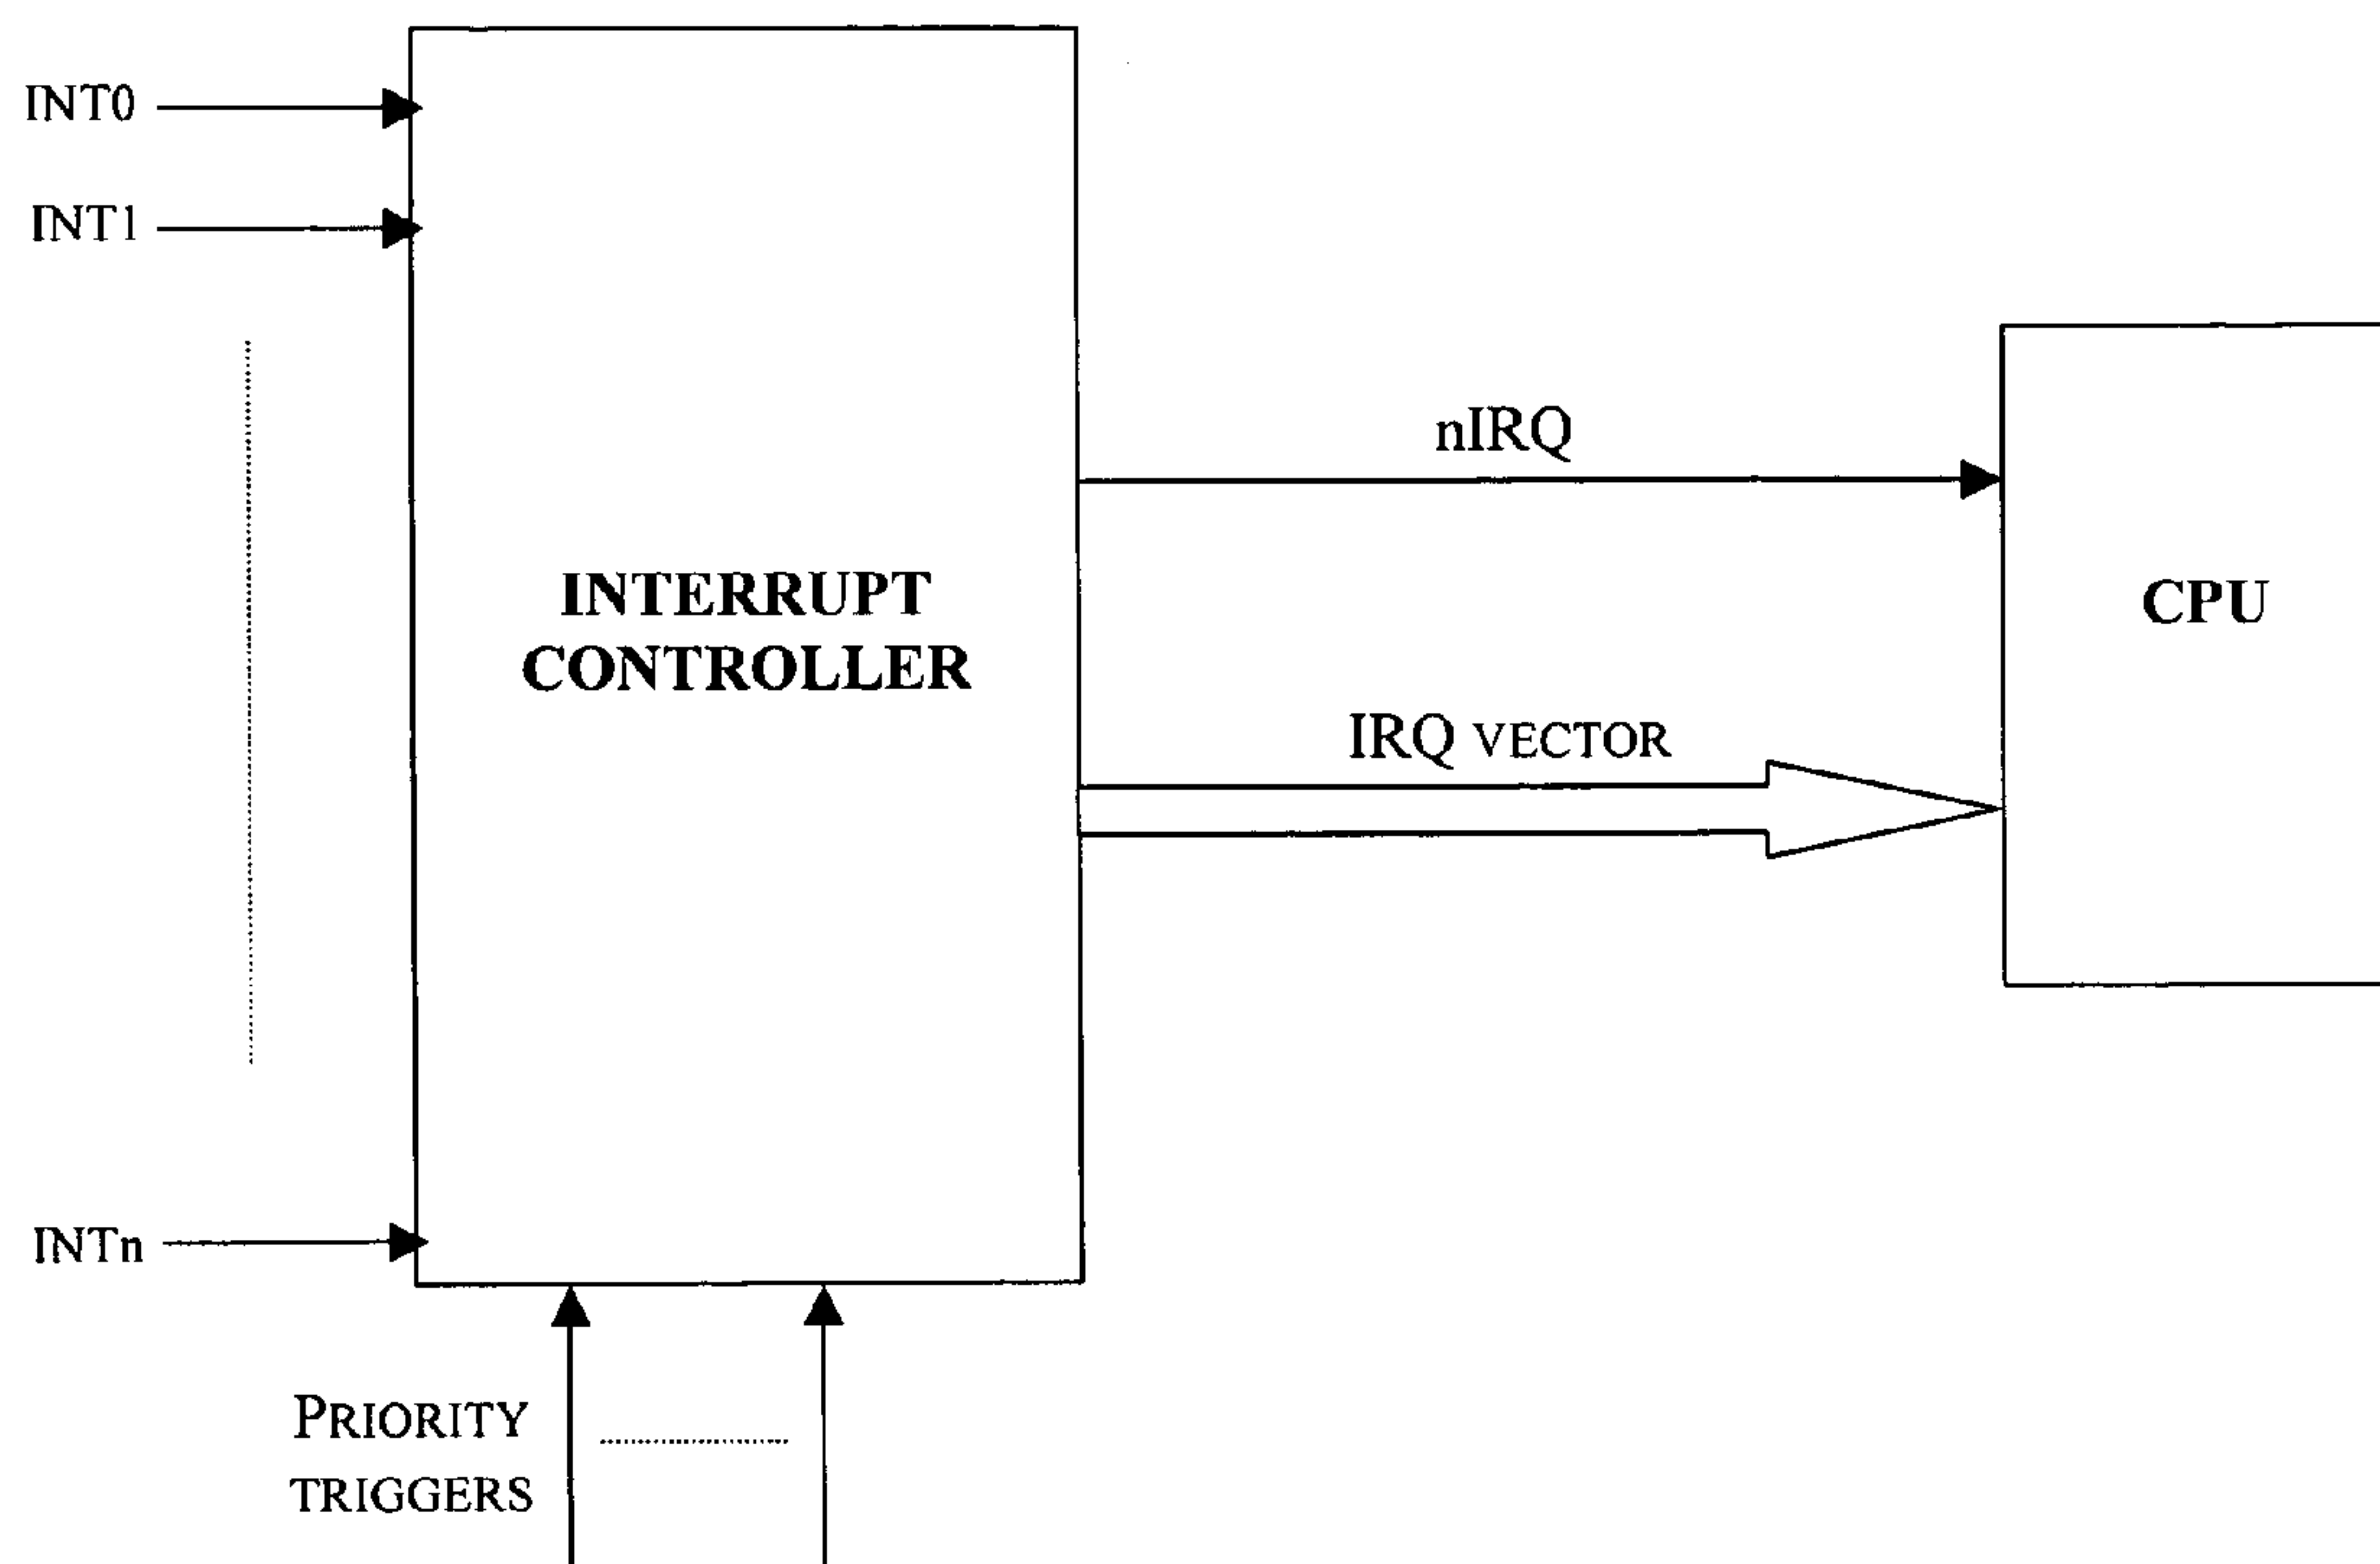 INT0
INT1
nIRQ
INTERRUPT
CONTROLLER
CPU
IRQ VECTOR
INTn
PRIORITY
TRIGGERS